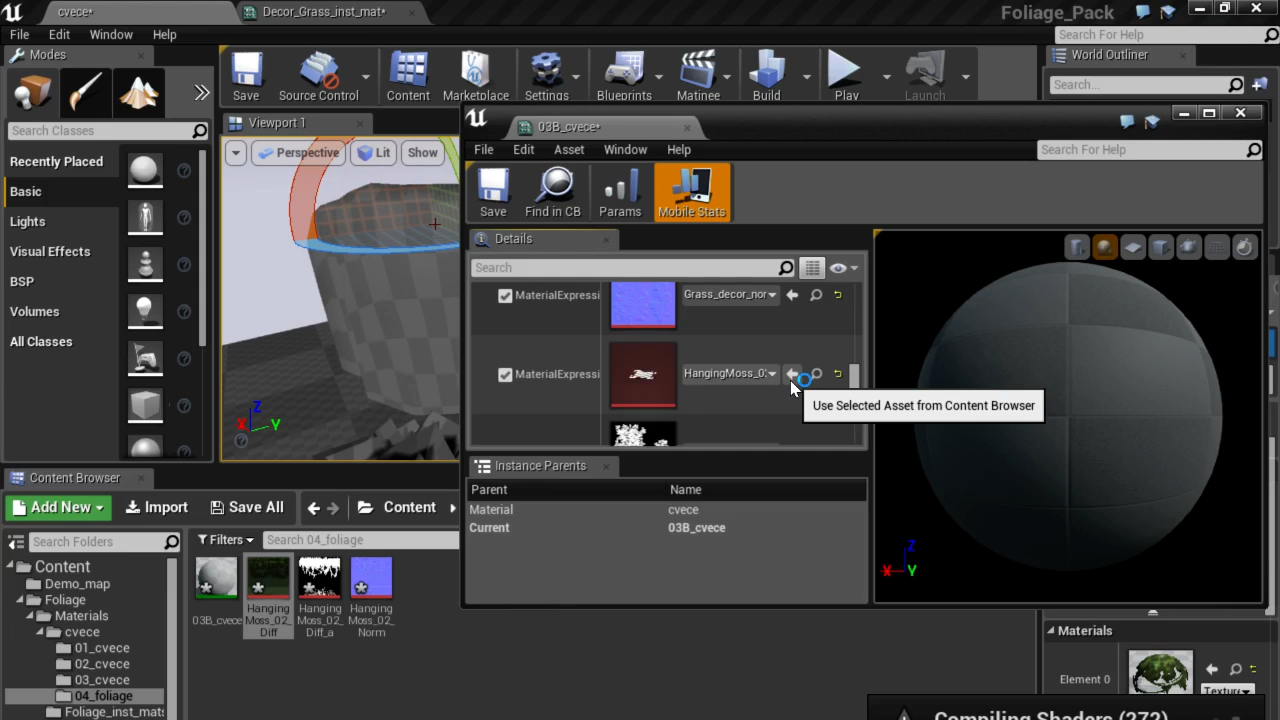 cvece*
Decor_Grass_inst_mat*
Foliage_Pack
File Edit Window Help
Search For Help
Modes
Save
Source Control
Content
Marketplace
Settings
Blueprints
Matinee
Build
Play
Launch
World Outliner
Search...
Search Classes
Recently Placed
Basic
Lights
Visual Effects
BSP
Volumes
All Classes
Viewport 1
Perspective
Lit
Show
Z
X
Y
03B_cvece*
File Edit Asset Window Help
Search For Help
Save
Find in CB
Params
Mobile Stats
Details
Search
MaterialExpressi
Grass_decor_nor
MaterialExpressi
HangingMoss_0
Use Selected Asset from Content Browser
Instance Parents
Parent Name
Material cvece
Current 03B_cvece
Z
X
Y
Content Browser
Add New
Import
Save All
Content
Search Folders
Filters
Search 04_foliage
Content
Demo_map
Foliage
Materials
cvece
01_cvece
02_cvece
03_cvece
04_foliage
Foliage_inst_mats
03B_cvece
Hanging
Moss_02_
Diff
Hanging
Moss_02_
Diff_a
Hanging
Moss_02_
Norm
Materials
Element 0
Textur
Compiling Shaders (272)